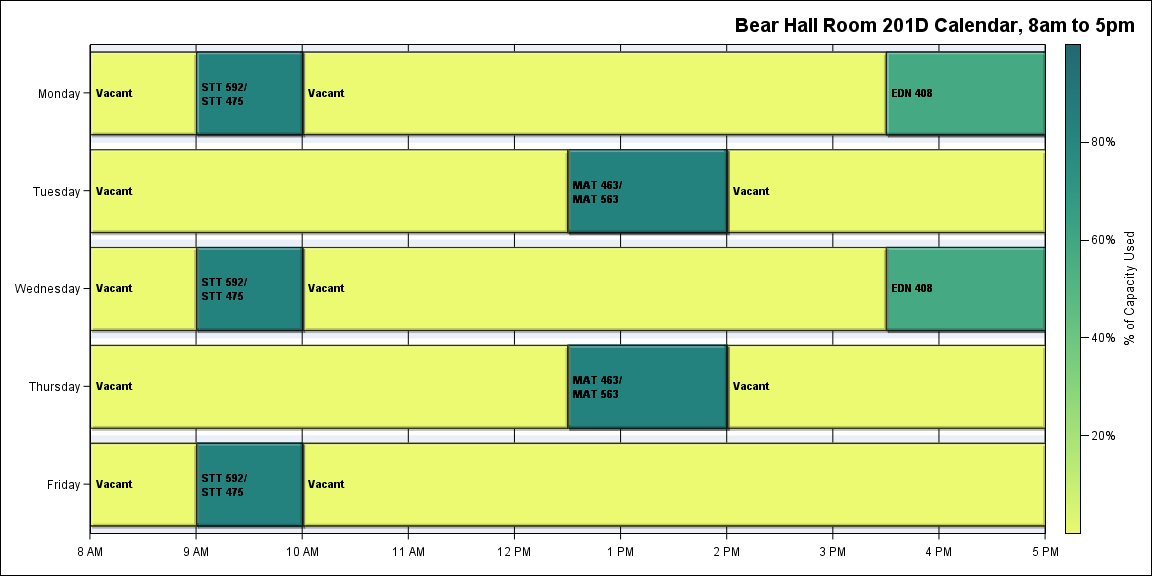 Bear Hall Room 201D Calendar, 8am to 5pm
Monday
Vacant
STT 592/
STT 475
Vacant
EDN 408
Tuesday
Vacant
MAT 463/
MAT 563
Vacant
Wednesday
Vacant
STT 592/
STT 475
Vacant
EDN 408
Thursday
Vacant
MAT 463/
MAT 563
Vacant
Friday
Vacant
STT 592/
STT 475
Vacant
8 AM
9 AM
10 AM
11 AM
12 PM
1 PM
2 PM
3 PM
4 PM
5 PM
80%
60%
40%
20%
% of Capacity Used